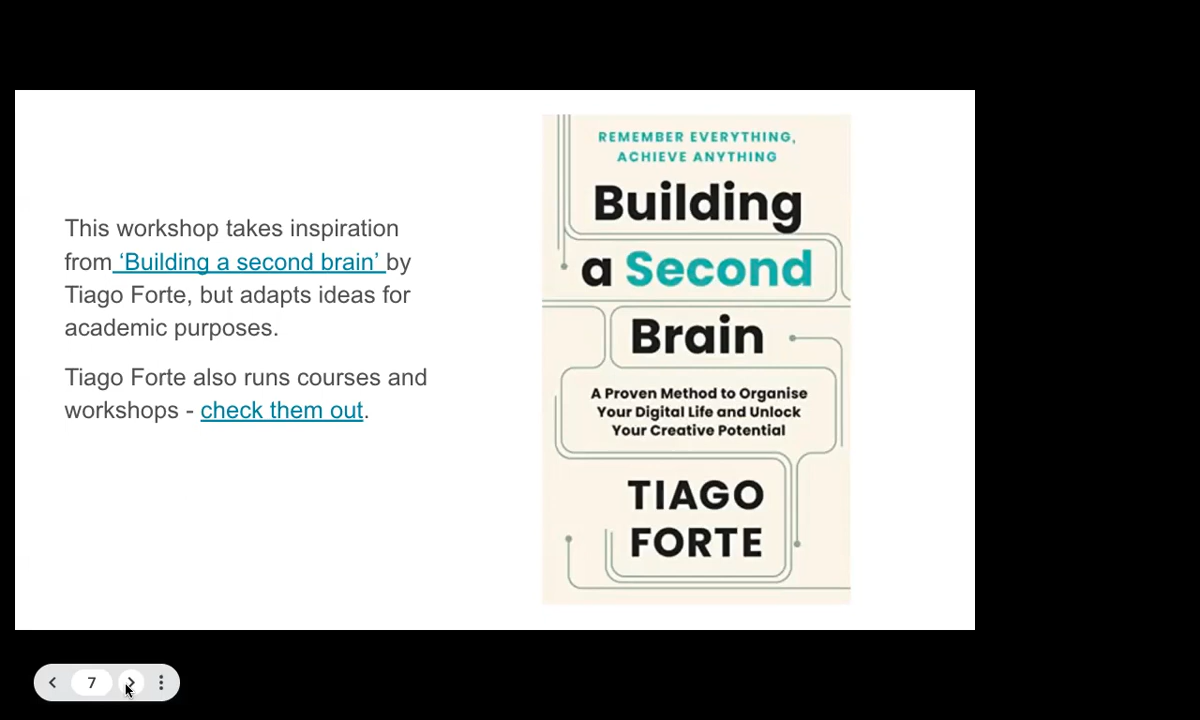 This workshop takes inspiration
from ‘Building a second brain’ by
Tiago Forte, but adapts ideas for
academic purposes.
Tiago Forte also runs courses and
workshops - check them out.
REMEMBER EVERYTHING,
ACHIEVE ANYTHING
Building
a Second
Brain
A Proven Method to Organise
Your Digital Life and Unlock
Your Creative Potential
TIAGO
FORTE
7